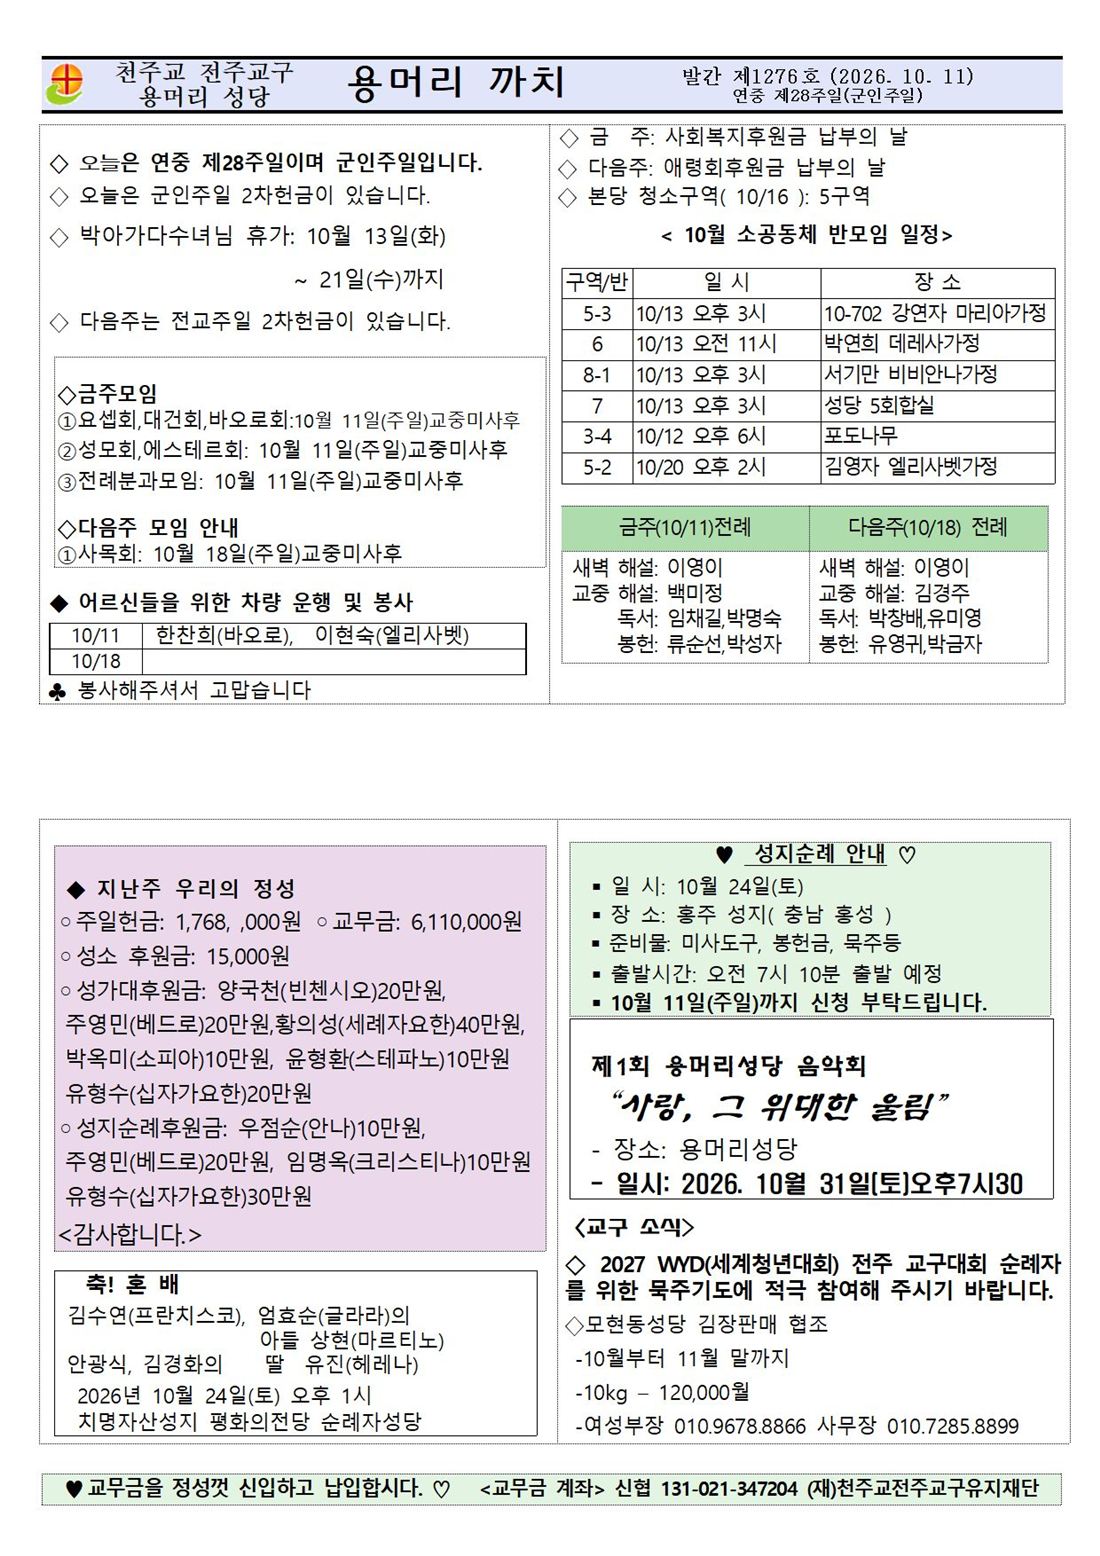 천주교 전주교구
용머리 성당
용머리 까치
발간 제1276호 (2026. 10. 11)
연중 제28주일(군인주일)
◇ 오늘은 연중 제28주일이며 군인주일입니다.
◇ 오늘은 군인주일 2차헌금이 있습니다.
◇ 박아가다수녀님 휴가: 10월 13일(화)
~ 21일(수)까지
◇ 다음주는 전교주일 2차헌금이 있습니다.
◇금주모임
①요셉회,대건회,바오로회:10월 11일(주일)교중미사후
②성모회,에스테르회: 10월 11일(주일)교중미사후
③전례분과모임: 10월 11일(주일)교중미사후
◇다음주 모임 안내
①사목회: 10월 18일(주일)교중미사후
◆ 어르신들을 위한 차량 운행 및 봉사
10/11 한찬희(바오로), 이현숙(엘리사벳)
10/18
♣ 봉사해주셔서 고맙습니다
◇ 금 주: 사회복지후원금 납부의 날
◇ 다음주: 애령회후원금 납부의 날
◇ 본당 청소구역( 10/16 ): 5구역
< 10월 소공동체 반모임 일정>
구역/반 일 시 장 소
5-3 10/13 오후 3시 10-702 강연자 마리아가정
6 10/13 오전 11시 박연희 데레사가정
8-1 10/13 오후 3시 서기만 비비안나가정
7 10/13 오후 3시 성당 5회합실
3-4 10/12 오후 6시 포도나무
5-2 10/20 오후 2시 김영자 엘리사벳가정
금주(10/11)전례 다음주(10/18) 전례
새벽 해설: 이영이 새벽 해설: 이영이
교중 해설: 백미정 교중 해설: 김경주
독서: 임채길,박명숙 독서: 박창배,유미영
봉헌: 류순선,박성자 봉헌: 유영귀,박금자
◆ 지난주 우리의 정성
○주일헌금: 1,768, ,000원 ○교무금: 6,110,000원
○성소 후원금: 15,000원
○성가대후원금: 양국천(빈첸시오)20만원,
주영민(베드로)20만원,황의성(세례자요한)40만원,
박옥미(소피아)10만원, 윤형환(스테파노)10만원
유형수(십자가요한)20만원
○성지순례후원금: 우점순(안나)10만원,
주영민(베드로)20만원, 임명옥(크리스티나)10만원
유형수(십자가요한)30만원
<감사합니다.>
축! 혼 배
김수연(프란치스코), 엄효순(글라라)의
아들 상현(마르티노)
안광식, 김경화의 딸 유진(헤레나)
2026년 10월 24일(토) 오후 1시
치명자산성지 평화의전당 순례자성당
♥ 성지순례 안내 ♡
▪ 일 시: 10월 24일(토)
▪ 장 소: 홍주 성지( 충남 홍성 )
▪ 준비물: 미사도구, 봉헌금, 묵주등
▪ 출발시간: 오전 7시 10분 출발 예정
▪ 10월 11일(주일)까지 신청 부탁드립니다.
제1회 용머리성당 음악회
“사랑, 그 위대한 울림”
- 장소: 용머리성당
- 일시: 2026. 10월 31일(토)오후7시30
<교구 소식>
◇ 2027 WYD(세계청년대회) 전주 교구대회 순례자
를 위한 묵주기도에 적극 참여해 주시기 바랍니다.
◇모현동성당 김장판매 협조
-10월부터 11월 말까지
-10kg – 120,000월
-여성부장 010.9678.8866 사무장 010.7285.8899
♥교무금을 정성껏 신입하고 납입합시다. ♡ <교무금 계좌> 신협 131-021-347204 (재)천주교전주교구유지재단